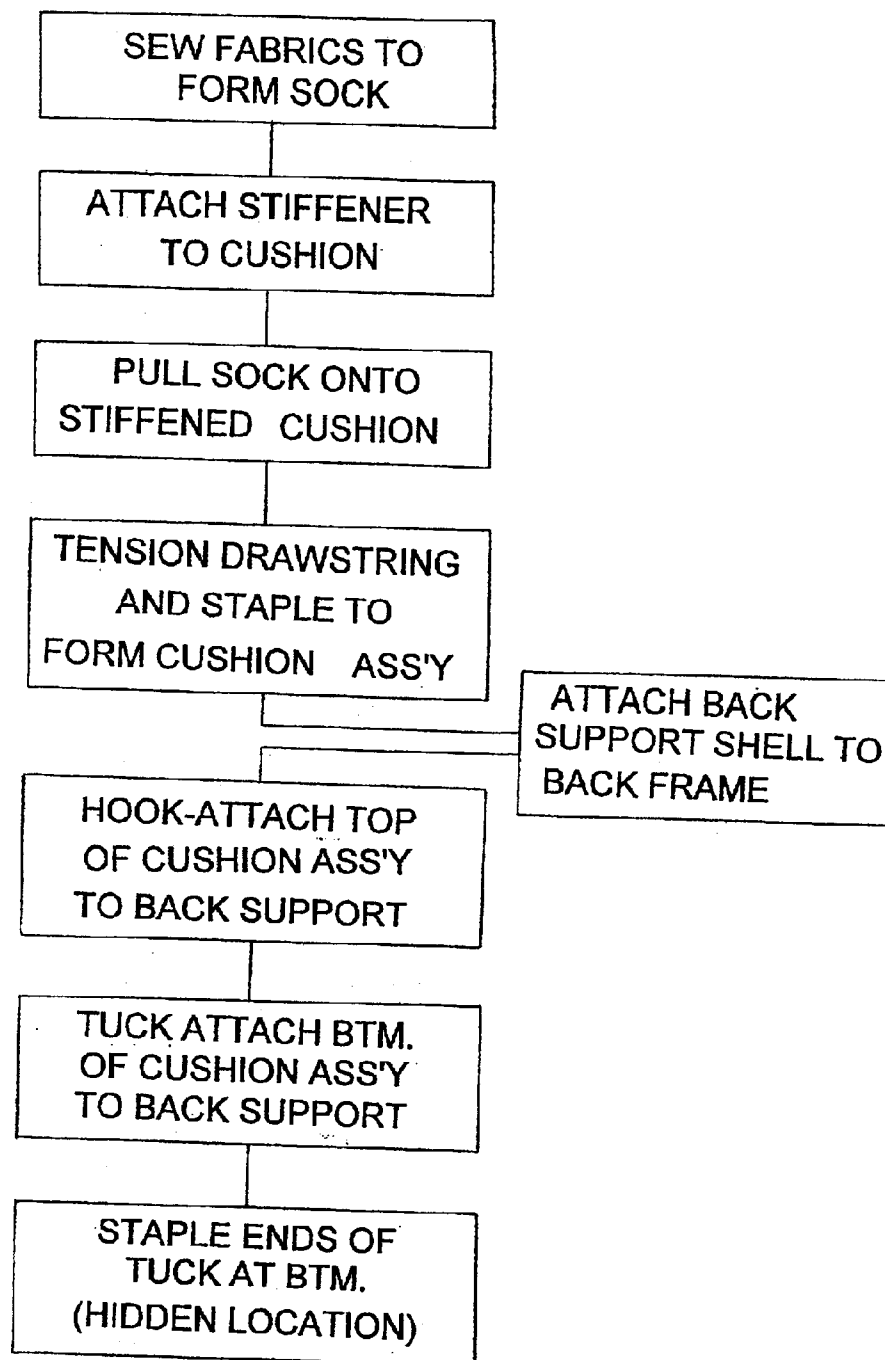 SEW FABRICS TO
FORM SOCK
ATTACH STIFFENER
TO CUSHION
PULL SOCK ONTO
STIFFENED CUSHION
TENSION DRAWSTRING
AND STAPLE TO
FORM CUSHION ASS'Y
ATTACH BACK
SUPPORT SHELL TO
BACK FRAME
HOOK-ATTACH TOP
OF CUSHION ASS'Y
TO BACK SUPPORT
TUCK ATTACH BTM.
OF CUSHION ASS'Y
TO BACK SUPPORT
STAPLE ENDS OF
TUCK AT BTM.
(HIDDEN LOCATION)